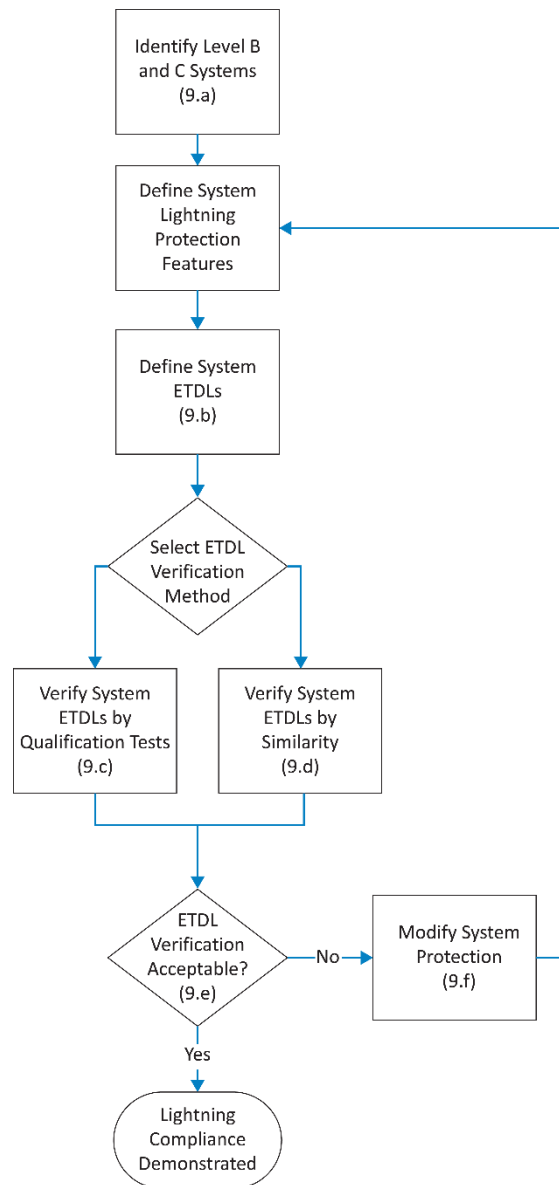 Identify Level B
and C Systems
(9.a)
Define System
Lightning
Protection
Features
Define System
ETDLs
(9.b)
Select ETDL
Verification
Method
Verify System
ETDLs by
Qualification Tests
(9.c)
Verify System
ETDLs by
Similarity
(9.d)
ETDL
Verification
Acceptable?
(9.e)
No
Modify System
Protection
(9.f)
Yes
Lightning
Compliance
Demonstrated